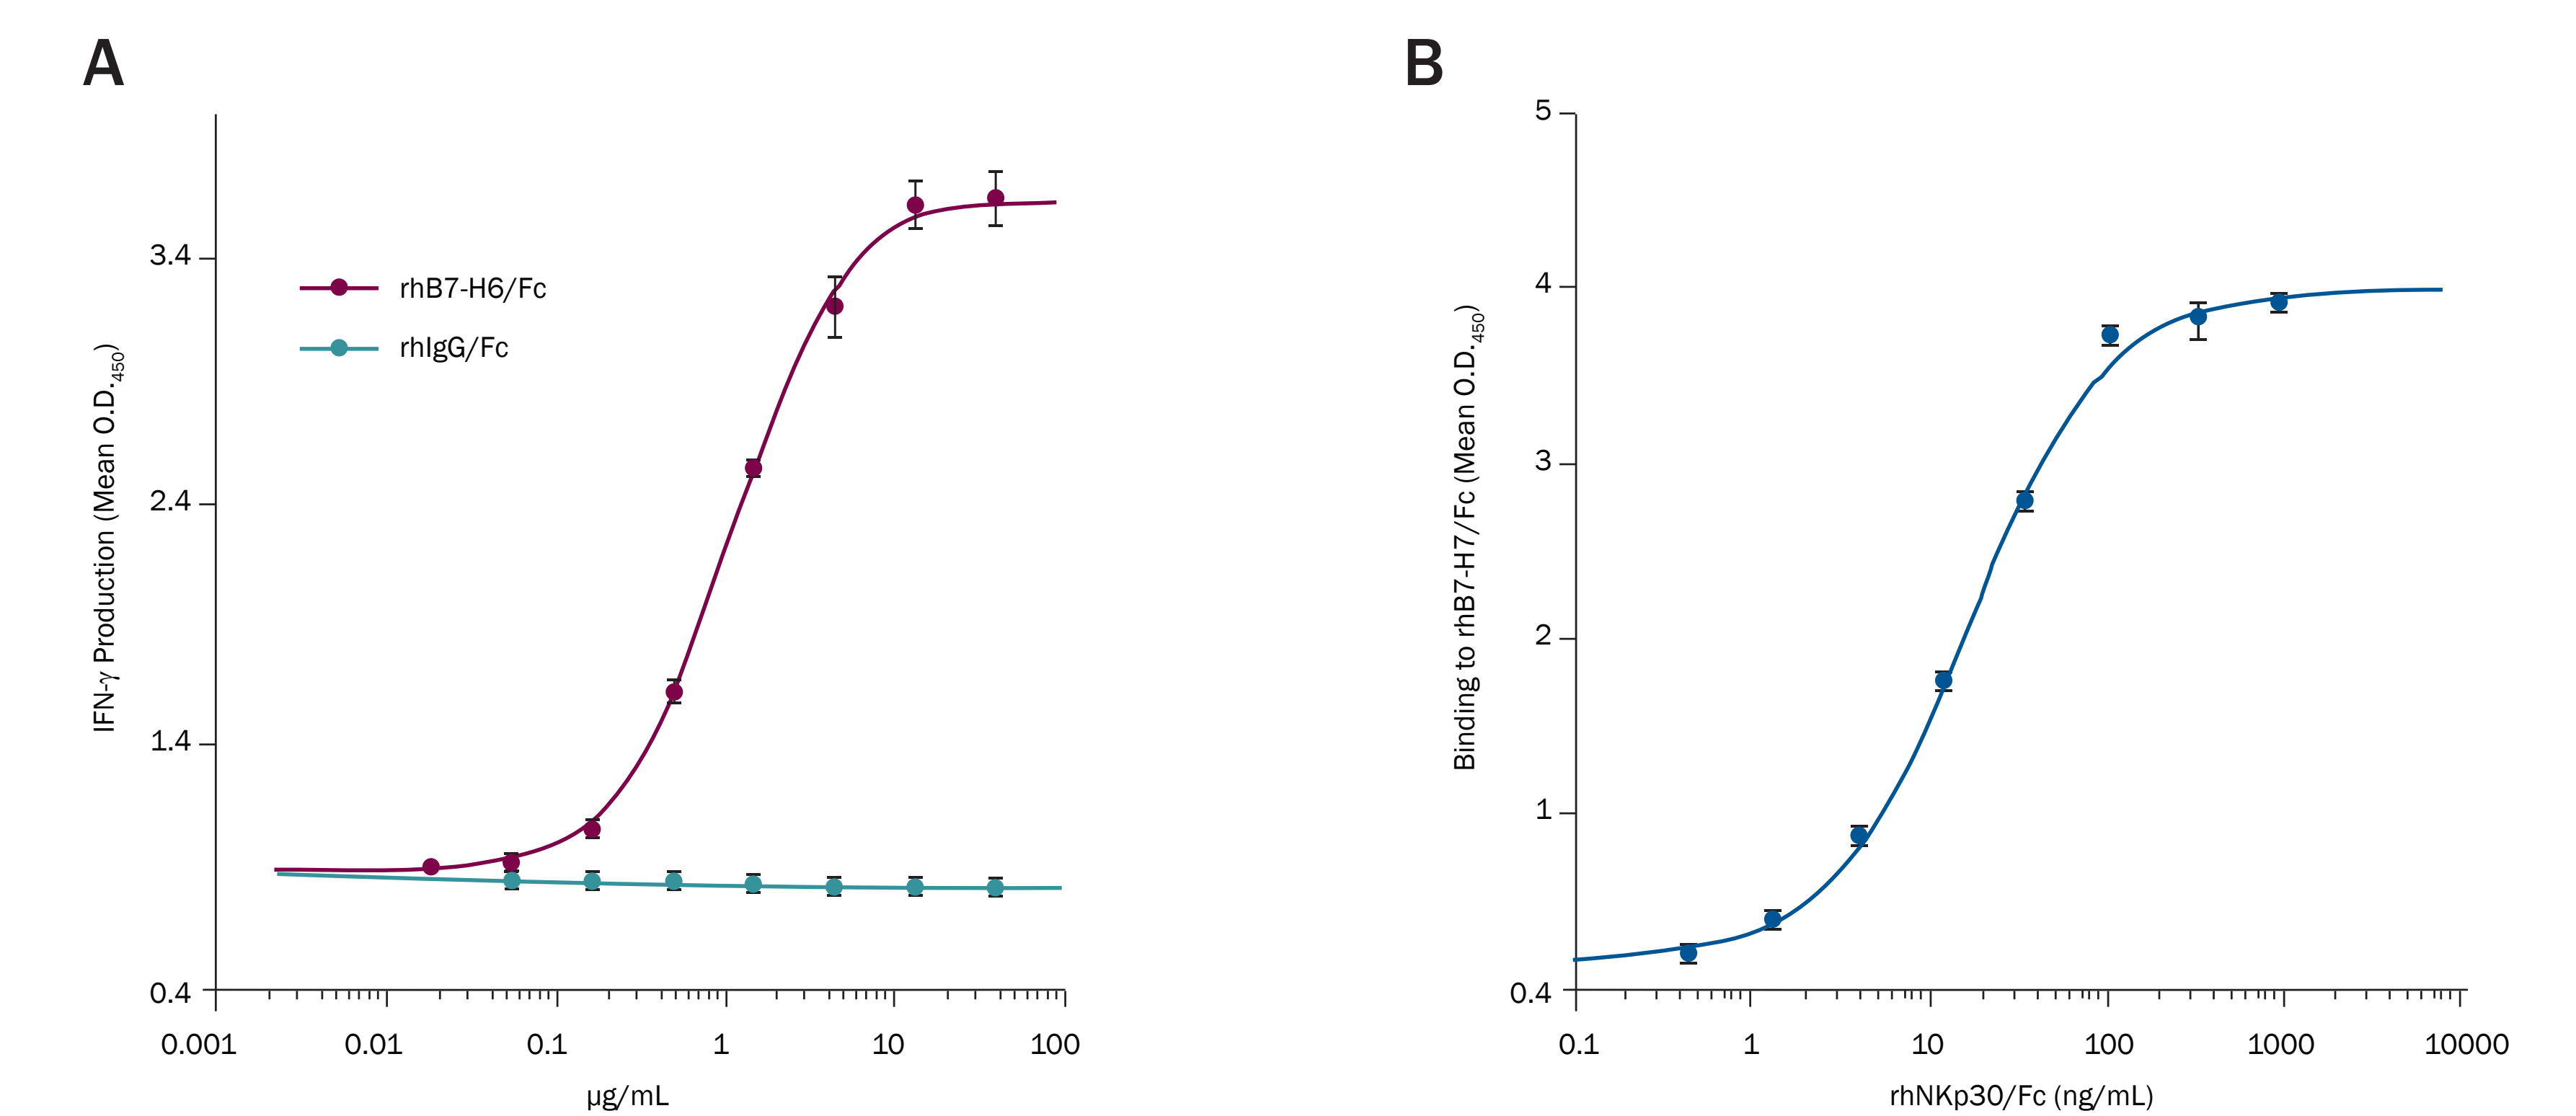 A
IFN-γ Production (Mean O.D.450)
3.4
2.4
1.4
0.4
rhB7-H6/Fc
rhIgG/Fc
0.001 0.01 0.1 1 10 100
µg/mL
B
Binding to rhB7-H7/Fc (Mean O.D.450)
5
4
3
2
1
0.4
0.1 1 10 100 1000 10000
rhNKp30/Fc (ng/mL)